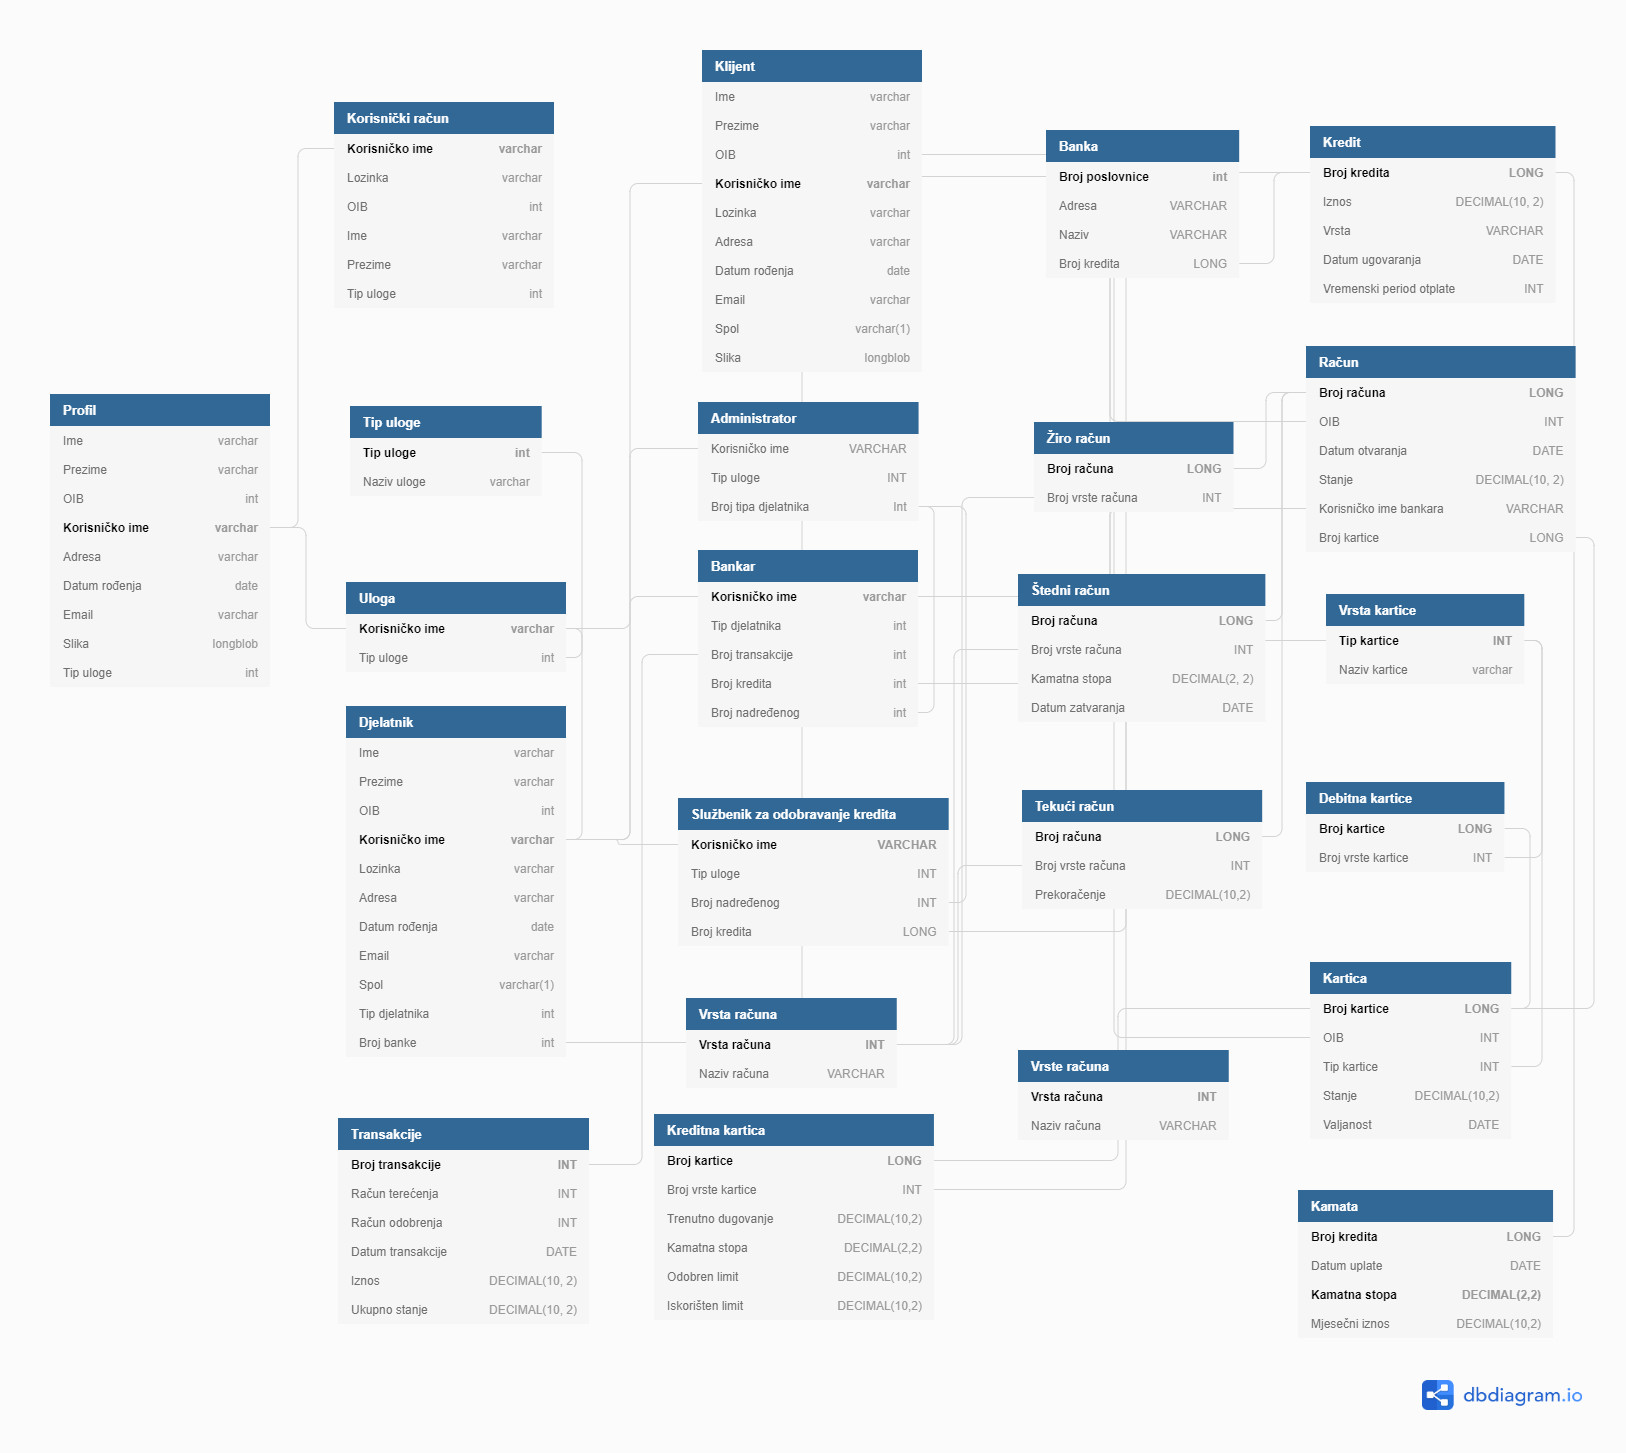 Klijent
Ime varchar
Prezime varchar
OIB int
Korisničko ime varchar
Lozinka varchar
Adresa varchar
Datum rođenja date
Email varchar
Spol varchar(1)
Slika longblob
Korisnički račun
Korisničko ime varchar
Lozinka varchar
OIB int
Ime varchar
Prezime varchar
Tip uloge int
Banka
Broj poslovnice int
Adresa VARCHAR
Naziv VARCHAR
Broj kredita LONG
Kredit
Broj kredita LONG
Iznos DECIMAL(10, 2)
Vrsta VARCHAR
Datum ugovaranja DATE
Vremenski period otplate INT
Račun
Broj računa LONG
OIB INT
Datum otvaranja DATE
Stanje DECIMAL(10, 2)
Korisničko ime bankara VARCHAR
Broj kartice LONG
Profil
Ime varchar
Prezime varchar
OIB int
Korisničko ime varchar
Adresa varchar
Datum rođenja date
Email varchar
Slika longblob
Tip uloge int
Tip uloge
Tip uloge int
Naziv uloge varchar
Administrator
Korisničko ime VARCHAR
Tip uloge INT
Broj tipa djelatnika Int
Žiro račun
Broj računa LONG
Broj vrste računa INT
Bankar
Korisničko ime varchar
Tip djelatnika int
Broj transakcije int
Broj kredita int
Broj nadređenog int
Štedni račun
Broj računa LONG
Broj vrste računa INT
Kamatna stopa DECIMAL(2, 2)
Datum zatvaranja DATE
Vrsta kartice
Tip kartice INT
Naziv kartice varchar
Uloga
Korisničko ime varchar
Tip uloge int
Djelatnik
Ime varchar
Prezime varchar
OIB int
Korisničko ime varchar
Lozinka varchar
Adresa varchar
Datum rođenja date
Email varchar
Spol varchar(1)
Tip djelatnika int
Broj banke int
Službenik za odobravanje kredita
Korisničko ime VARCHAR
Tip uloge INT
Broj nadređenog INT
Broj kredita LONG
Tekući račun
Broj računa LONG
Broj vrste računa INT
Prekoračenje DECIMAL(10,2)
Debitna kartice
Broj kartice LONG
Broj vrste kartice INT
Kartica
Broj kartice LONG
OIB INT
Tip kartice INT
Stanje DECIMAL(10,2)
Valjanost DATE
Vrsta računa
Vrsta računa INT
Naziv računa VARCHAR
Vrste računa
Vrsta računa INT
Naziv računa VARCHAR
Transakcije
Broj transakcije INT
Račun terećenja INT
Račun odobrenja INT
Datum transakcije DATE
Iznos DECIMAL(10, 2)
Ukupno stanje DECIMAL(10, 2)
Kreditna kartica
Broj kartice LONG
Broj vrste kartice INT
Trenutno dugovanje DECIMAL(10,2)
Kamatna stopa DECIMAL(2,2)
Odobren limit DECIMAL(10,2)
Iskorišten limit DECIMAL(10,2)
Kamata
Broj kredita LONG
Datum uplate DATE
Kamatna stopa DECIMAL(2,2)
Mjesečni iznos DECIMAL(10,2)
dbdiagram.io